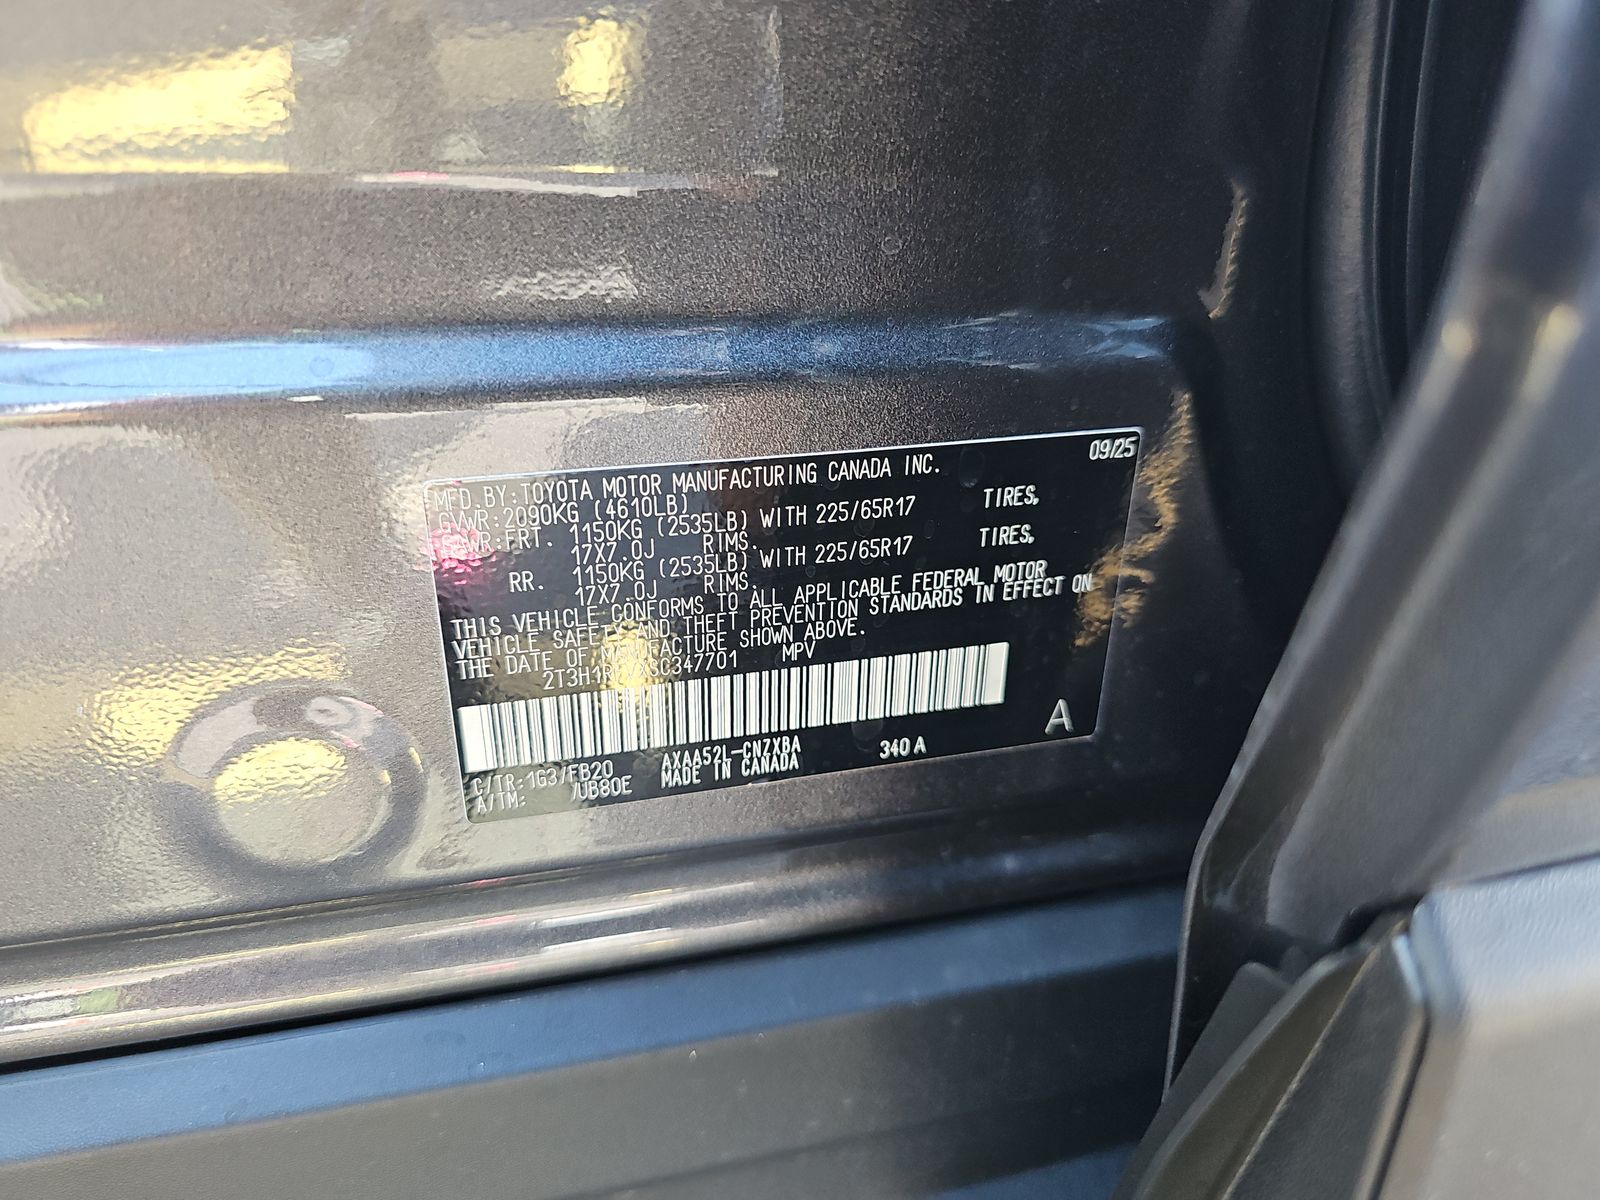 09/25
MFD. BY: TOYOTA MOTOR MANUFACTURING CANADA INC.
GVWR: 2090KG (4610LB)
GAWR: FRT. 1150KG (2535LB) WITH 225/65R17 TIRES,
17X7.0J RIMS.
RR. 1150KG (2535LB) WITH 225/65R17 TIRES,
17X7.0J RIMS.
THIS VEHICLE CONFORMS TO ALL APPLICABLE FEDERAL MOTOR
VEHICLE SAFETY AND THEFT PREVENTION STANDARDS IN EFFECT ON
THE DATE OF MANUFACTURE SHOWN ABOVE.
MPV
C/TR: 1G3/FB20 AXAA52L-CNZXBA 340 A A
A/TM: /UB80E MADE IN CANADA